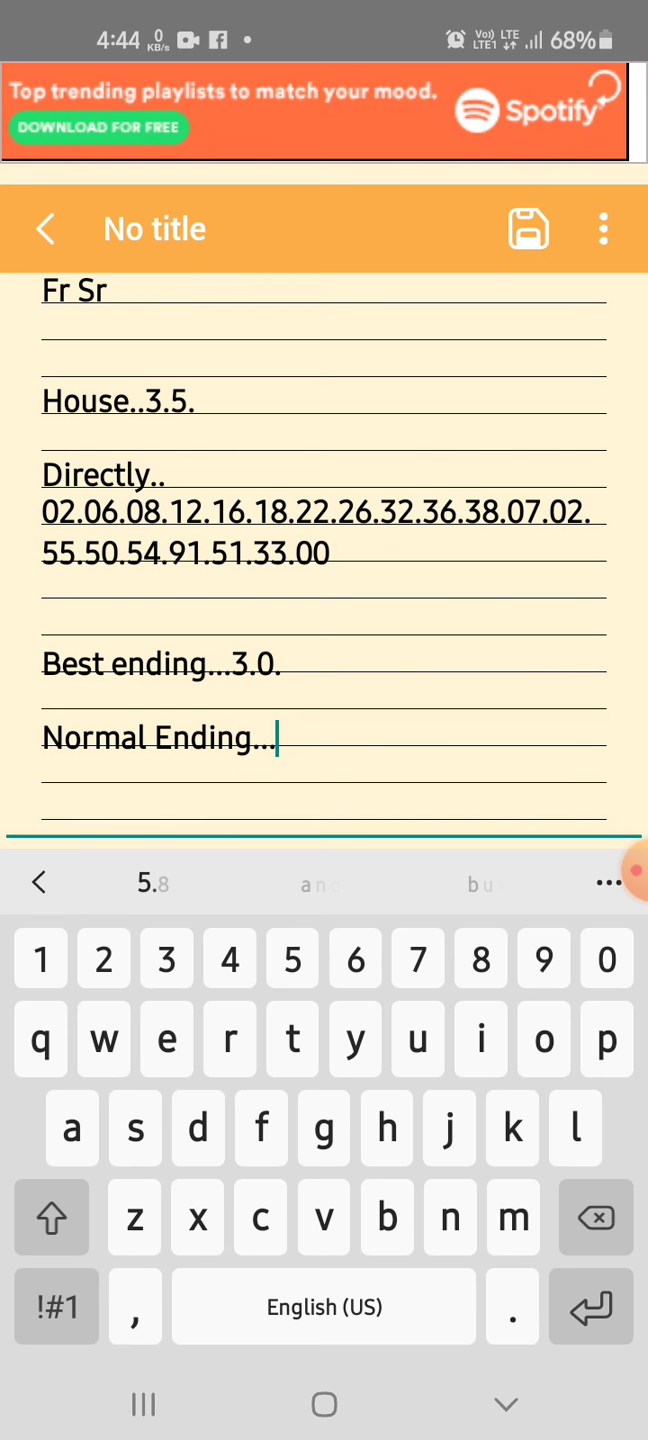 4:44 0 KB/s Vo) LTE LTE1 68%
Top trending playlists to match your mood.
DOWNLOAD FOR FREE
Spotify
No title
Fr Sr
House..3.5.
Directly..
02.06.08.12.16.18.22.26.32.36.38.07.02.
55.50.54.91.51.33.00
Best ending...3.0.
Normal Ending...
5.8 and bu
1 2 3 4 5 6 7 8 9 0
q w e r t y u i o p
a s d f g h j k l
z x c v b n m
!#1 , English (US) .